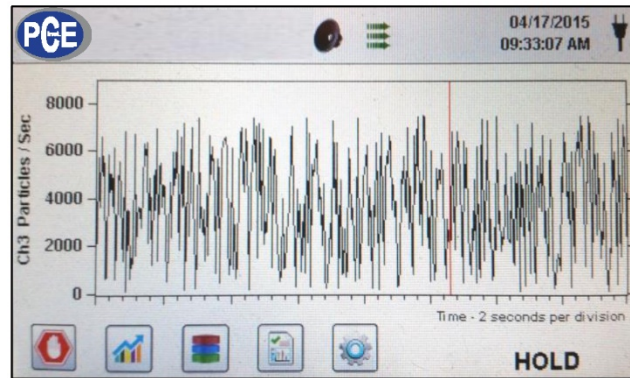 PCE
04/17/2015
09:33:07 AM
Ch3 Particles / Sec
8000
6000
4000
2000
0
Time - 2 seconds per division
HOLD